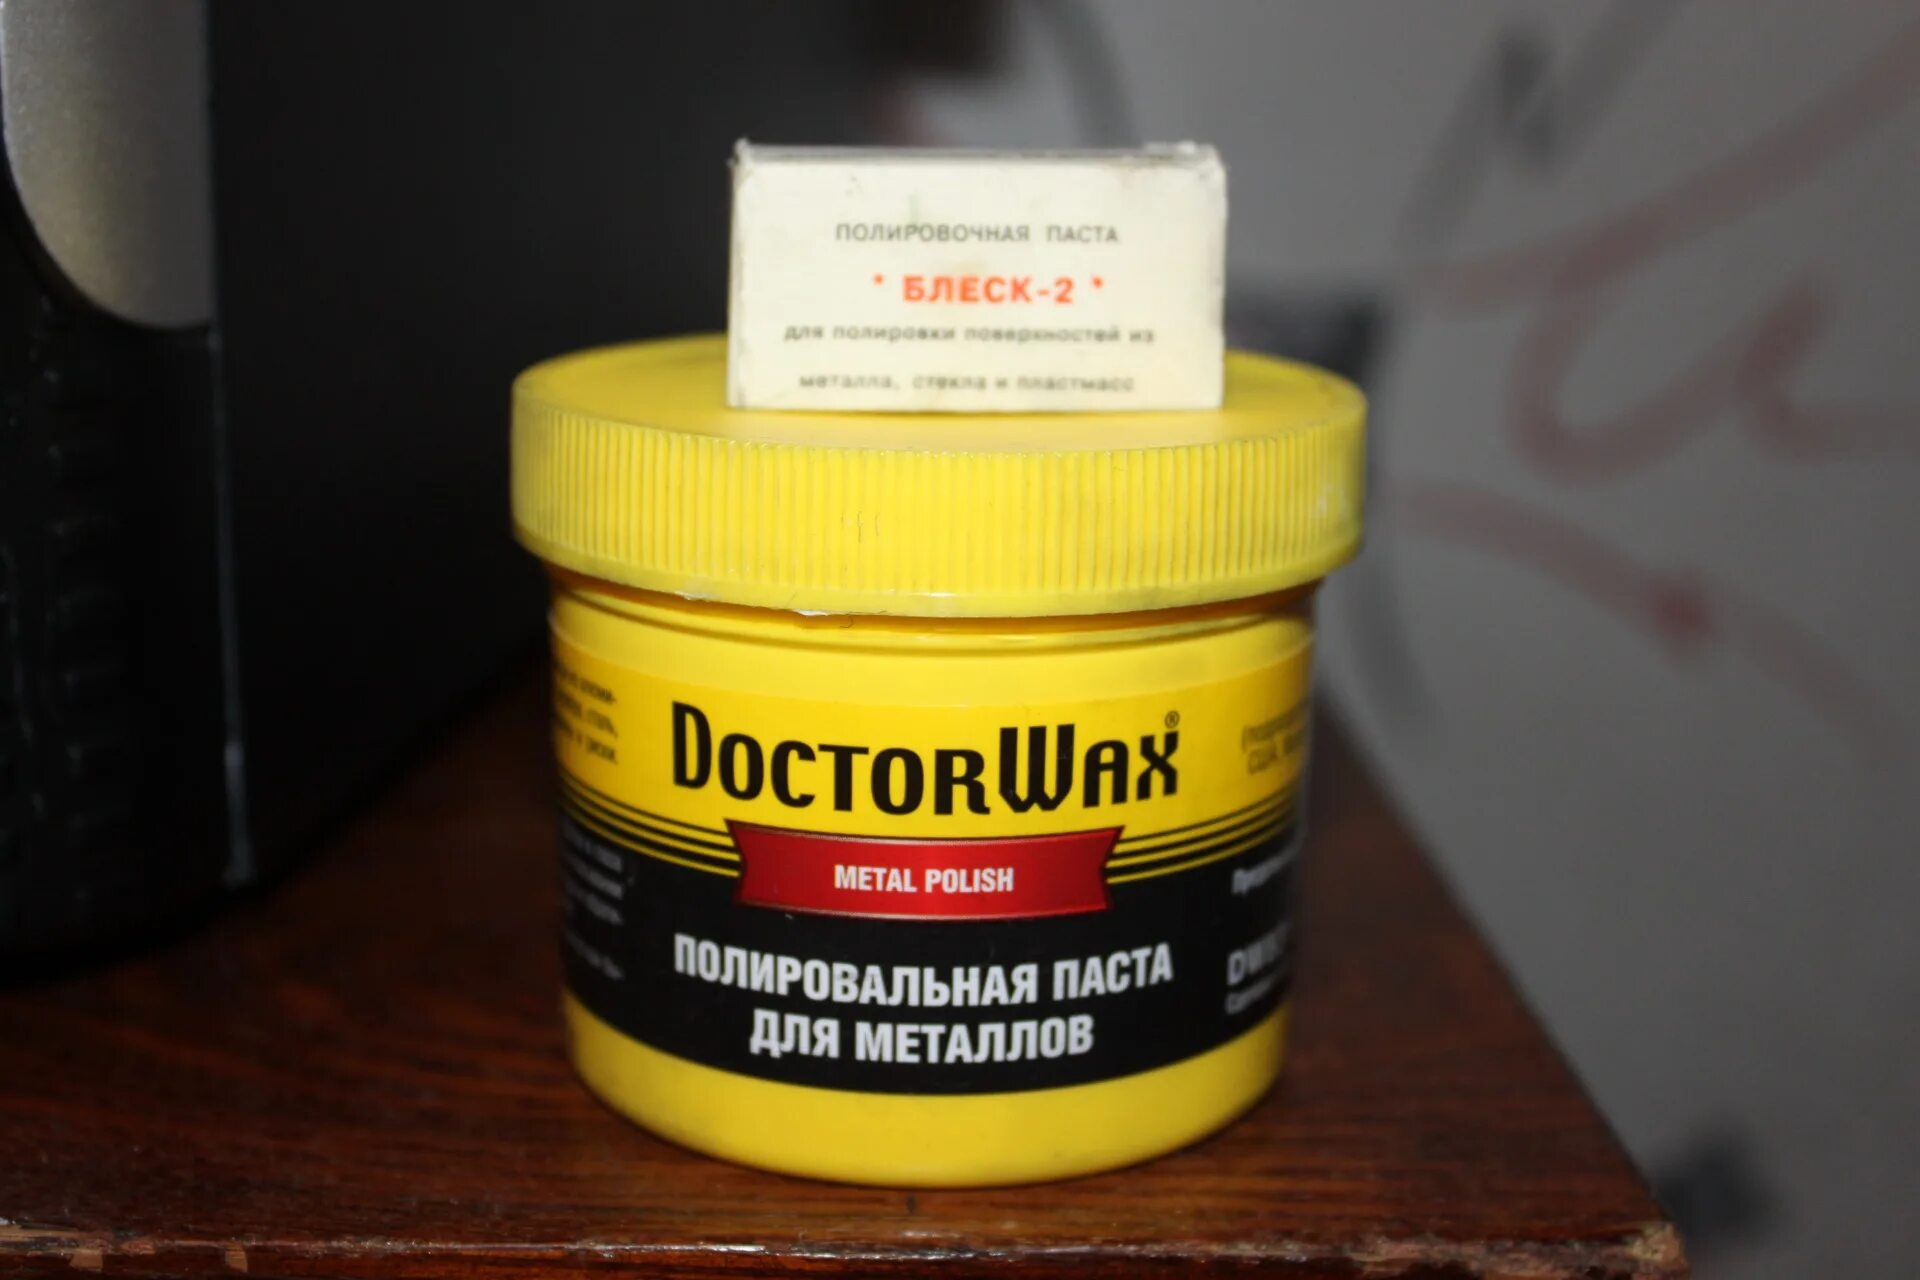 ПОЛИРОВОЧНАЯ ПАСТА
* БЛЕСК-2 *
для полировки поверхностей из
металла, стекла и пластмасс
DOCTORWAX®
METAL POLISH
ПОЛИРОВАЛЬНАЯ ПАСТА
ДЛЯ МЕТАЛЛОВ